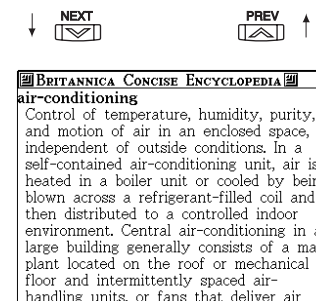 NEXT PREV
BRITANNICA CONCISE ENCYCLOPEDIA
air-conditioning
Control of temperature, humidity, purity,
and motion of air in an enclosed space,
independent of outside conditions. In a
self-contained air-conditioning unit, air is
heated in a boiler unit or cooled by
blown across a refrigerant-filled coil and
then distributed to a controlled indoor
environment. Central air-conditioning in
large building generally consists of a
plant located on the roof or mechanical
floor and intermittently spaced air-
handling units, or fans that deliver air